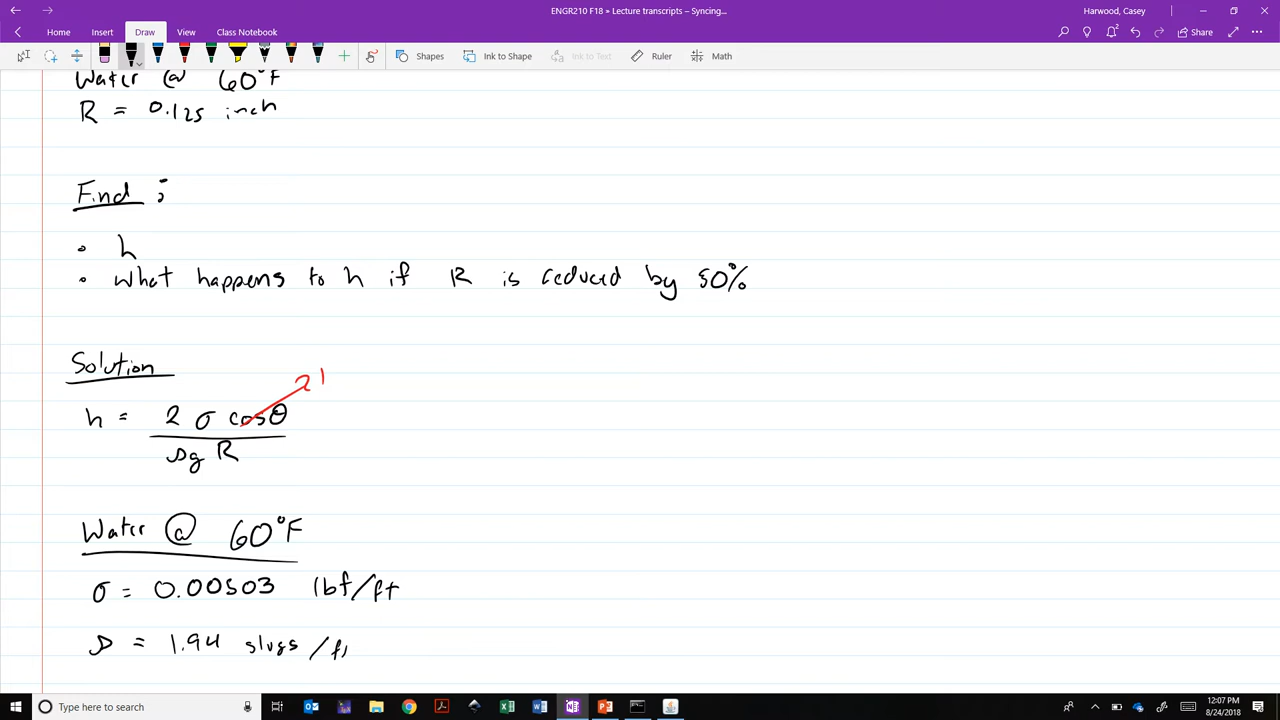 ENGR210 F18 » Lecture transcripts – Syncing...
Harwood, Casey
Home Insert Draw View Class Notebook
Share
Shapes Ink to Shape Ink to Text Ruler Math
Water @ 60°F
R = 0.125 inch
Find :
• h
• what happens to h if R is reduced by 50%
Solution
h = 2 σ cosθ ≈ 1
ρg R
Water @ 60°F
σ = 0.00503 lbf/ft
ρ = 1.94 slugs /f
Type here to search
12:07 PM
8/24/2018